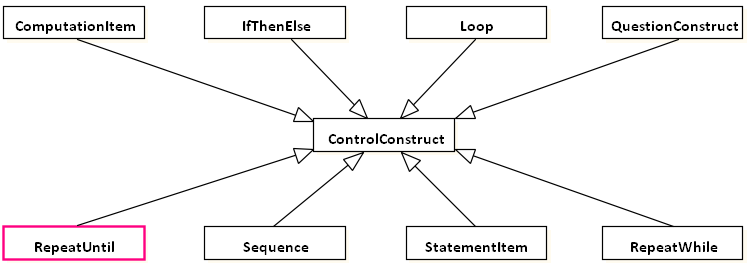 ComputationItem
IfThenElse
Loop
QuestionConstruct
ControlConstruct
RepeatUntil
Sequence
StatementItem
RepeatWhile